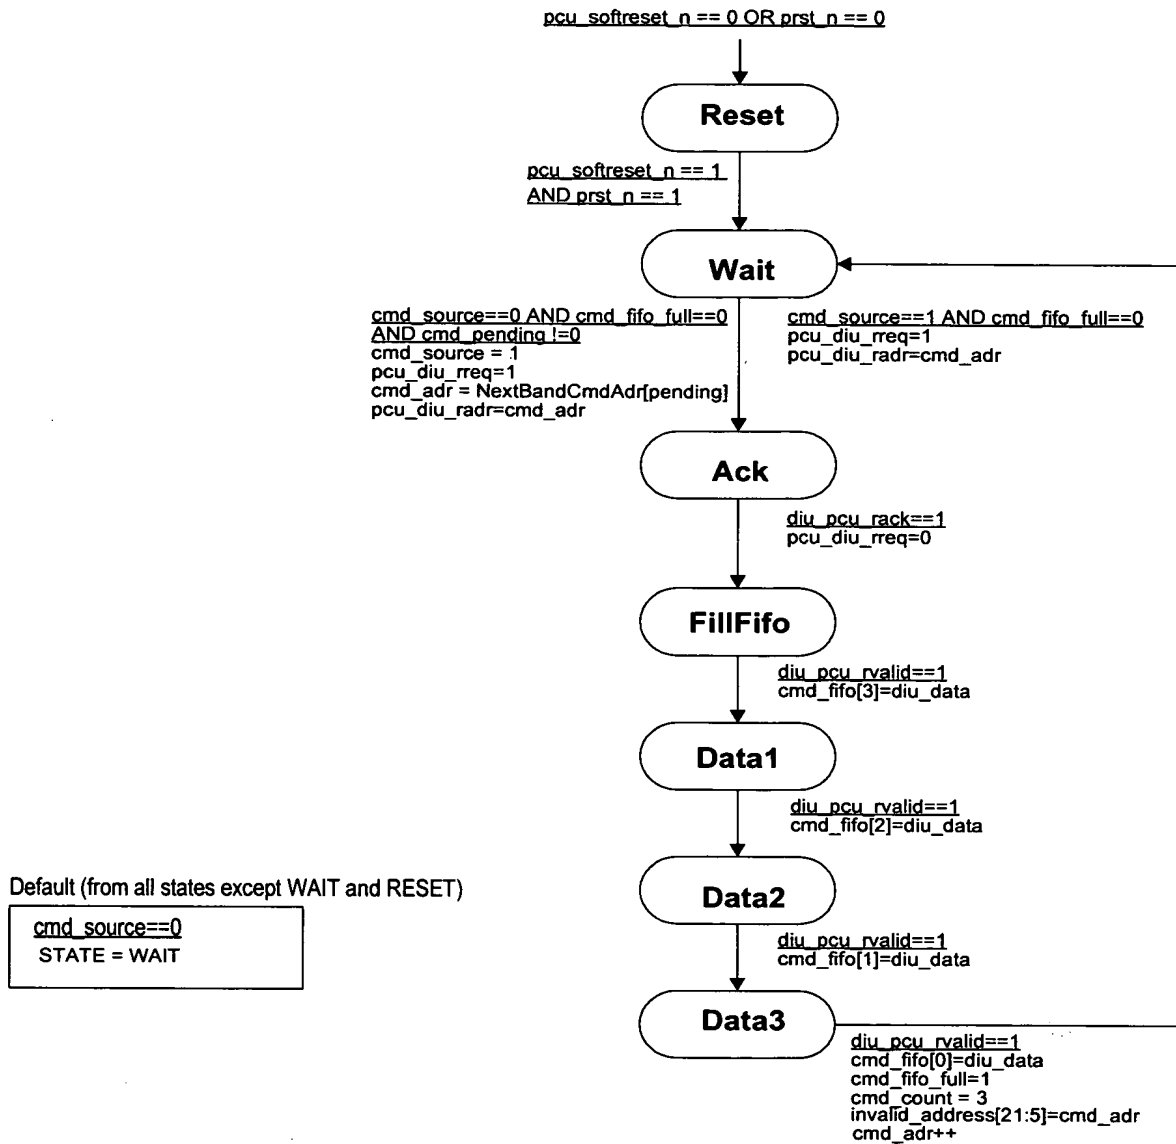 pcu_softreset_n == 0 OR prst_n == 0
Reset
pcu_softreset_n == 1
AND prst_n == 1
Wait
cmd_source==0 AND cmd_fifo_full==0
AND cmd_pending !=0
cmd_source = 1
pcu_diu_rreq=1
cmd_adr = NextBandCmdAdr[pending]
pcu_diu_radr=cmd_adr
cmd_source==1 AND cmd_fifo_full==0
pcu_diu_rreq=1
pcu_diu_radr=cmd_adr
Ack
diu_pcu_rack==1
pcu_diu_rreq=0
FillFifo
diu_pcu_rvalid==1
cmd_fifo[3]=diu_data
Data1
diu_pcu_rvalid==1
cmd_fifo[2]=diu_data
Data2
diu_pcu_rvalid==1
cmd_fifo[1]=diu_data
Data3
diu_pcu_rvalid==1
cmd_fifo[0]=diu_data
cmd_fifo_full=1
cmd_count = 3
invalid_address[21:5]=cmd_adr
cmd_adr++
Default (from all states except WAIT and RESET)
cmd_source==0
STATE = WAIT